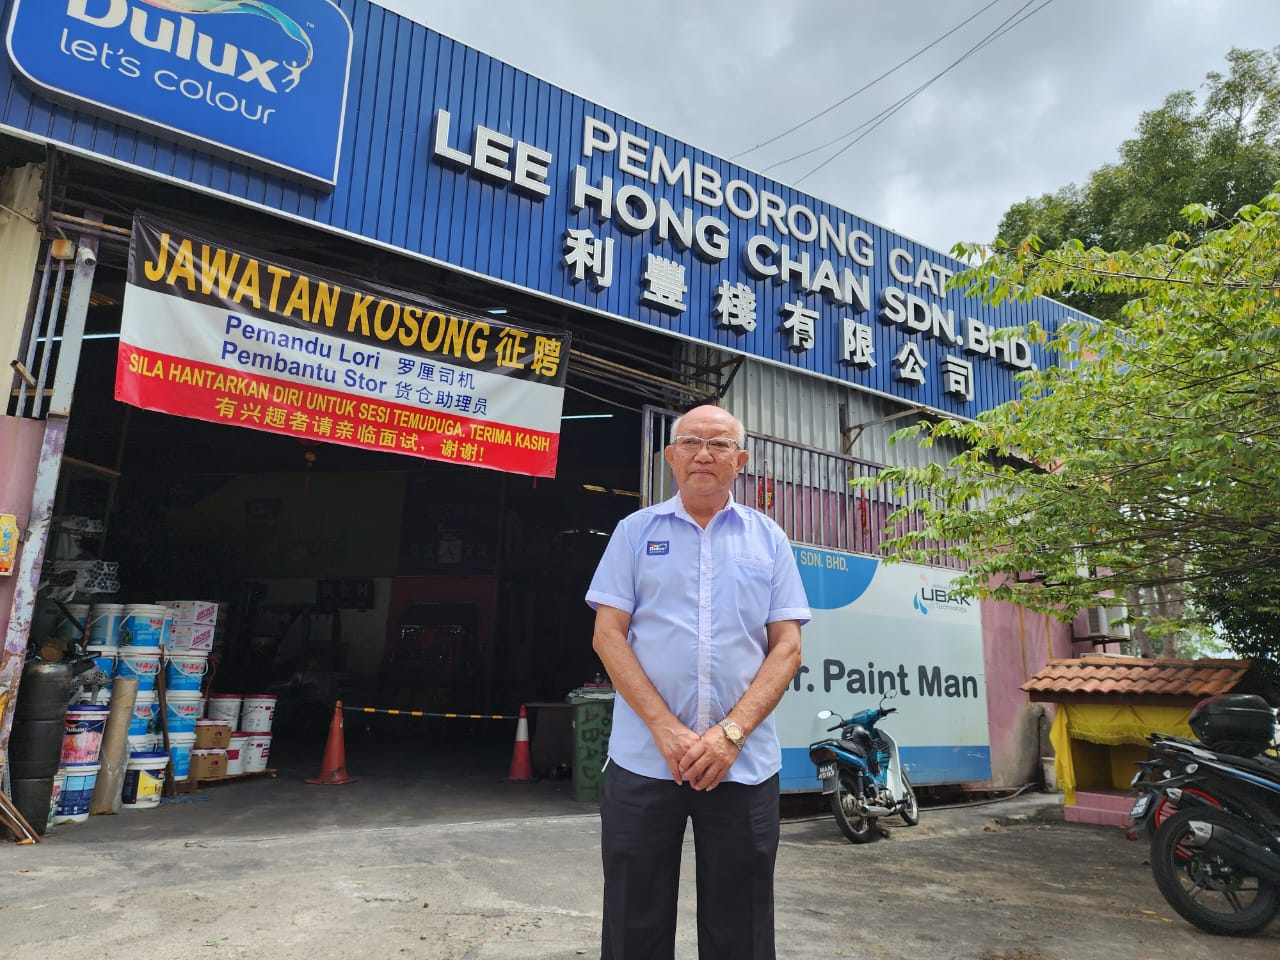 Dulux
let's colour
PEMBORONG CAT
LEE HONG CHAN SDN. BHD.
利豐棧有限公司
JAWATAN KOSONG 征聘
Pemandu Lori 罗厘司机
Pembantu Stor 货仓助理员
SILA HANTARKAN DIRI UNTUK SESI TEMUDUGA. TERIMA KASIH
有兴趣者请亲临面试，谢谢!
Dulux
SDN. BHD.
UBAK
Technology
r. Paint Man